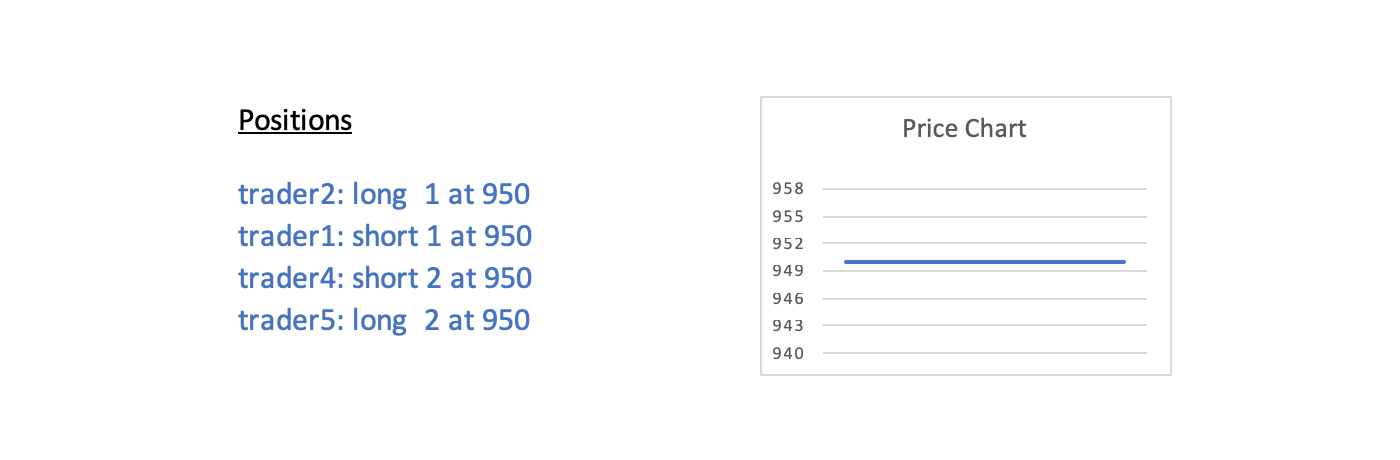 Positions
trader2: long 1 at 950
trader1: short 1 at 950
trader4: short 2 at 950
trader5: long 2 at 950
Price Chart
958
955
952
949
946
943
940